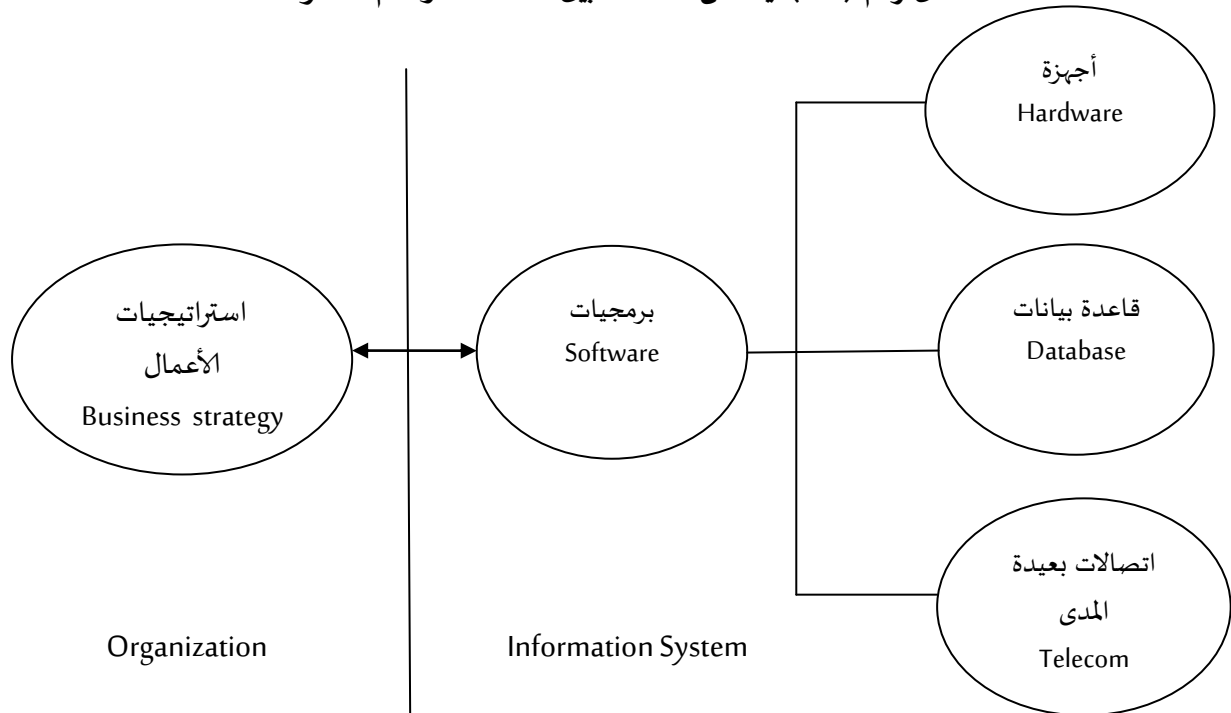 أجهزة
Hardware
استراتيجيات
الأعمال
Business strategy
برمجيات
Software
قاعدة بيانات
Database
اتصالات بعيدة
المدى
Telecom
Organization
Information System